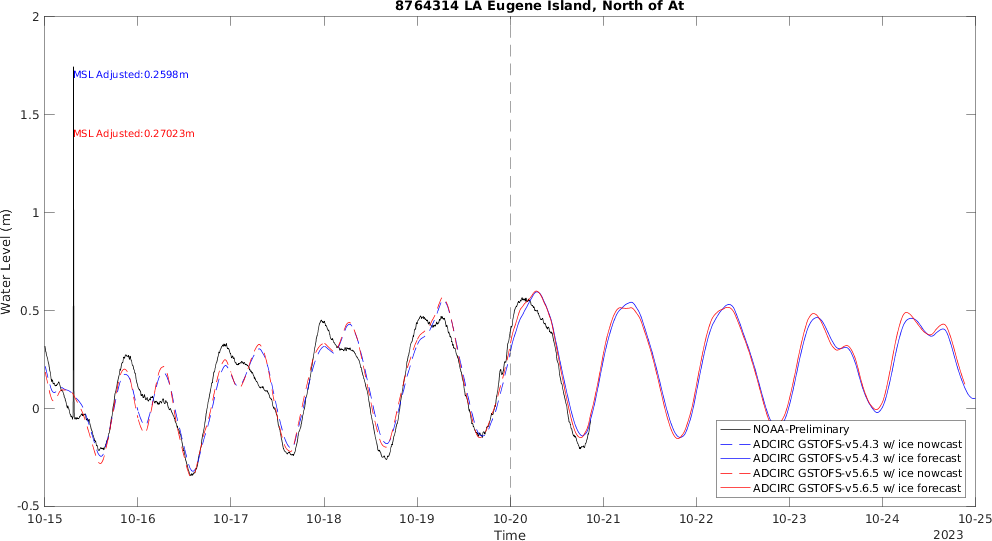 8764314 LA Eugene Island, North of At
2
1.5
1
0.5
0
-0.5
Water Level (m)
MSL Adjusted:0.2598m
MSL Adjusted:0.27023m
NOAA-Preliminary
ADCIRC GSTOFS-v5.4.3 w/ ice nowcast
ADCIRC GSTOFS-v5.4.3 w/ ice forecast
ADCIRC GSTOFS-v5.6.5 w/ ice nowcast
ADCIRC GSTOFS-v5.6.5 w/ ice forecast
10-15 10-16 10-17 10-18 10-19 10-20 10-21 10-22 10-23 10-24 10-25
Time
2023